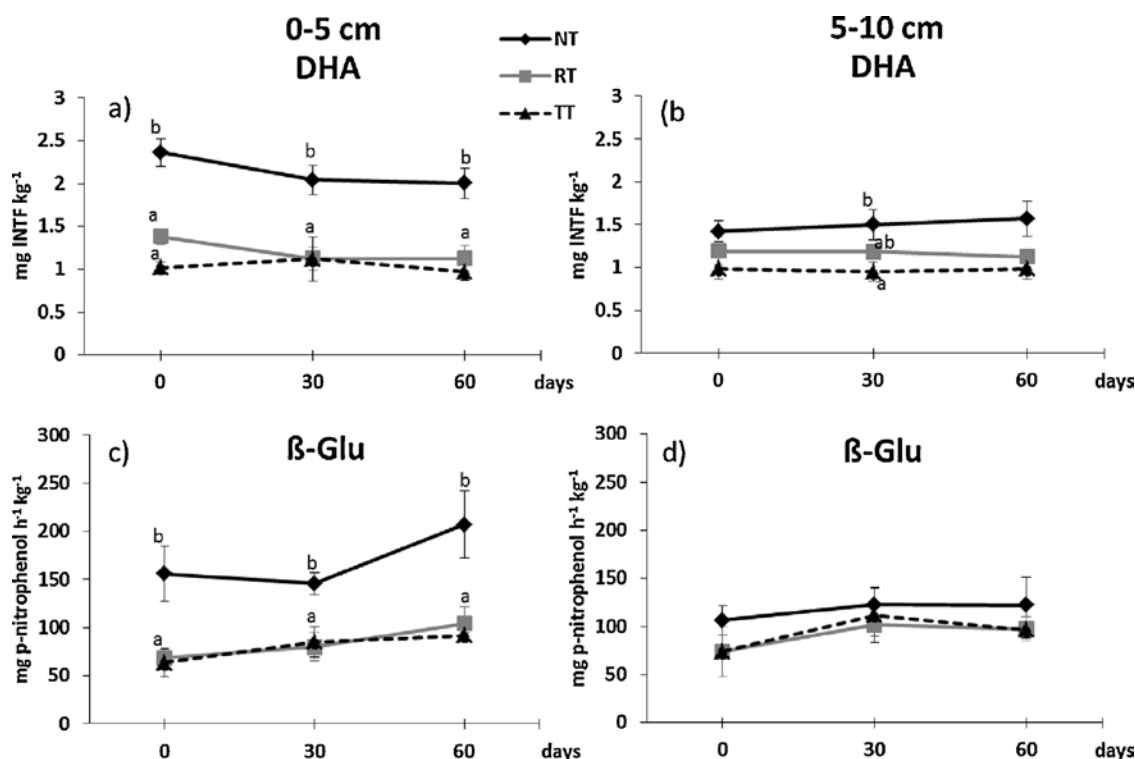 0-5 cm
DHA
NT
RT
TT
5-10 cm
DHA
a)
mg INTF kg⁻¹
3
2.5
2
1.5
1
0.5
0
b
b
b
a
a
a
a
0
30
60
days
(b
mg INTF kg⁻¹
3
2.5
2
1.5
1
0.5
0
b
ab
a
0
30
60
days
c)
ß-Glu
mg p-nitrophenol h⁻¹ kg⁻¹
300
250
200
150
100
50
0
b
b
b
a
a
a
0
30
60
days
d)
ß-Glu
mg p-nitrophenol h⁻¹ kg⁻¹
300
250
200
150
100
50
0
0
30
60
days